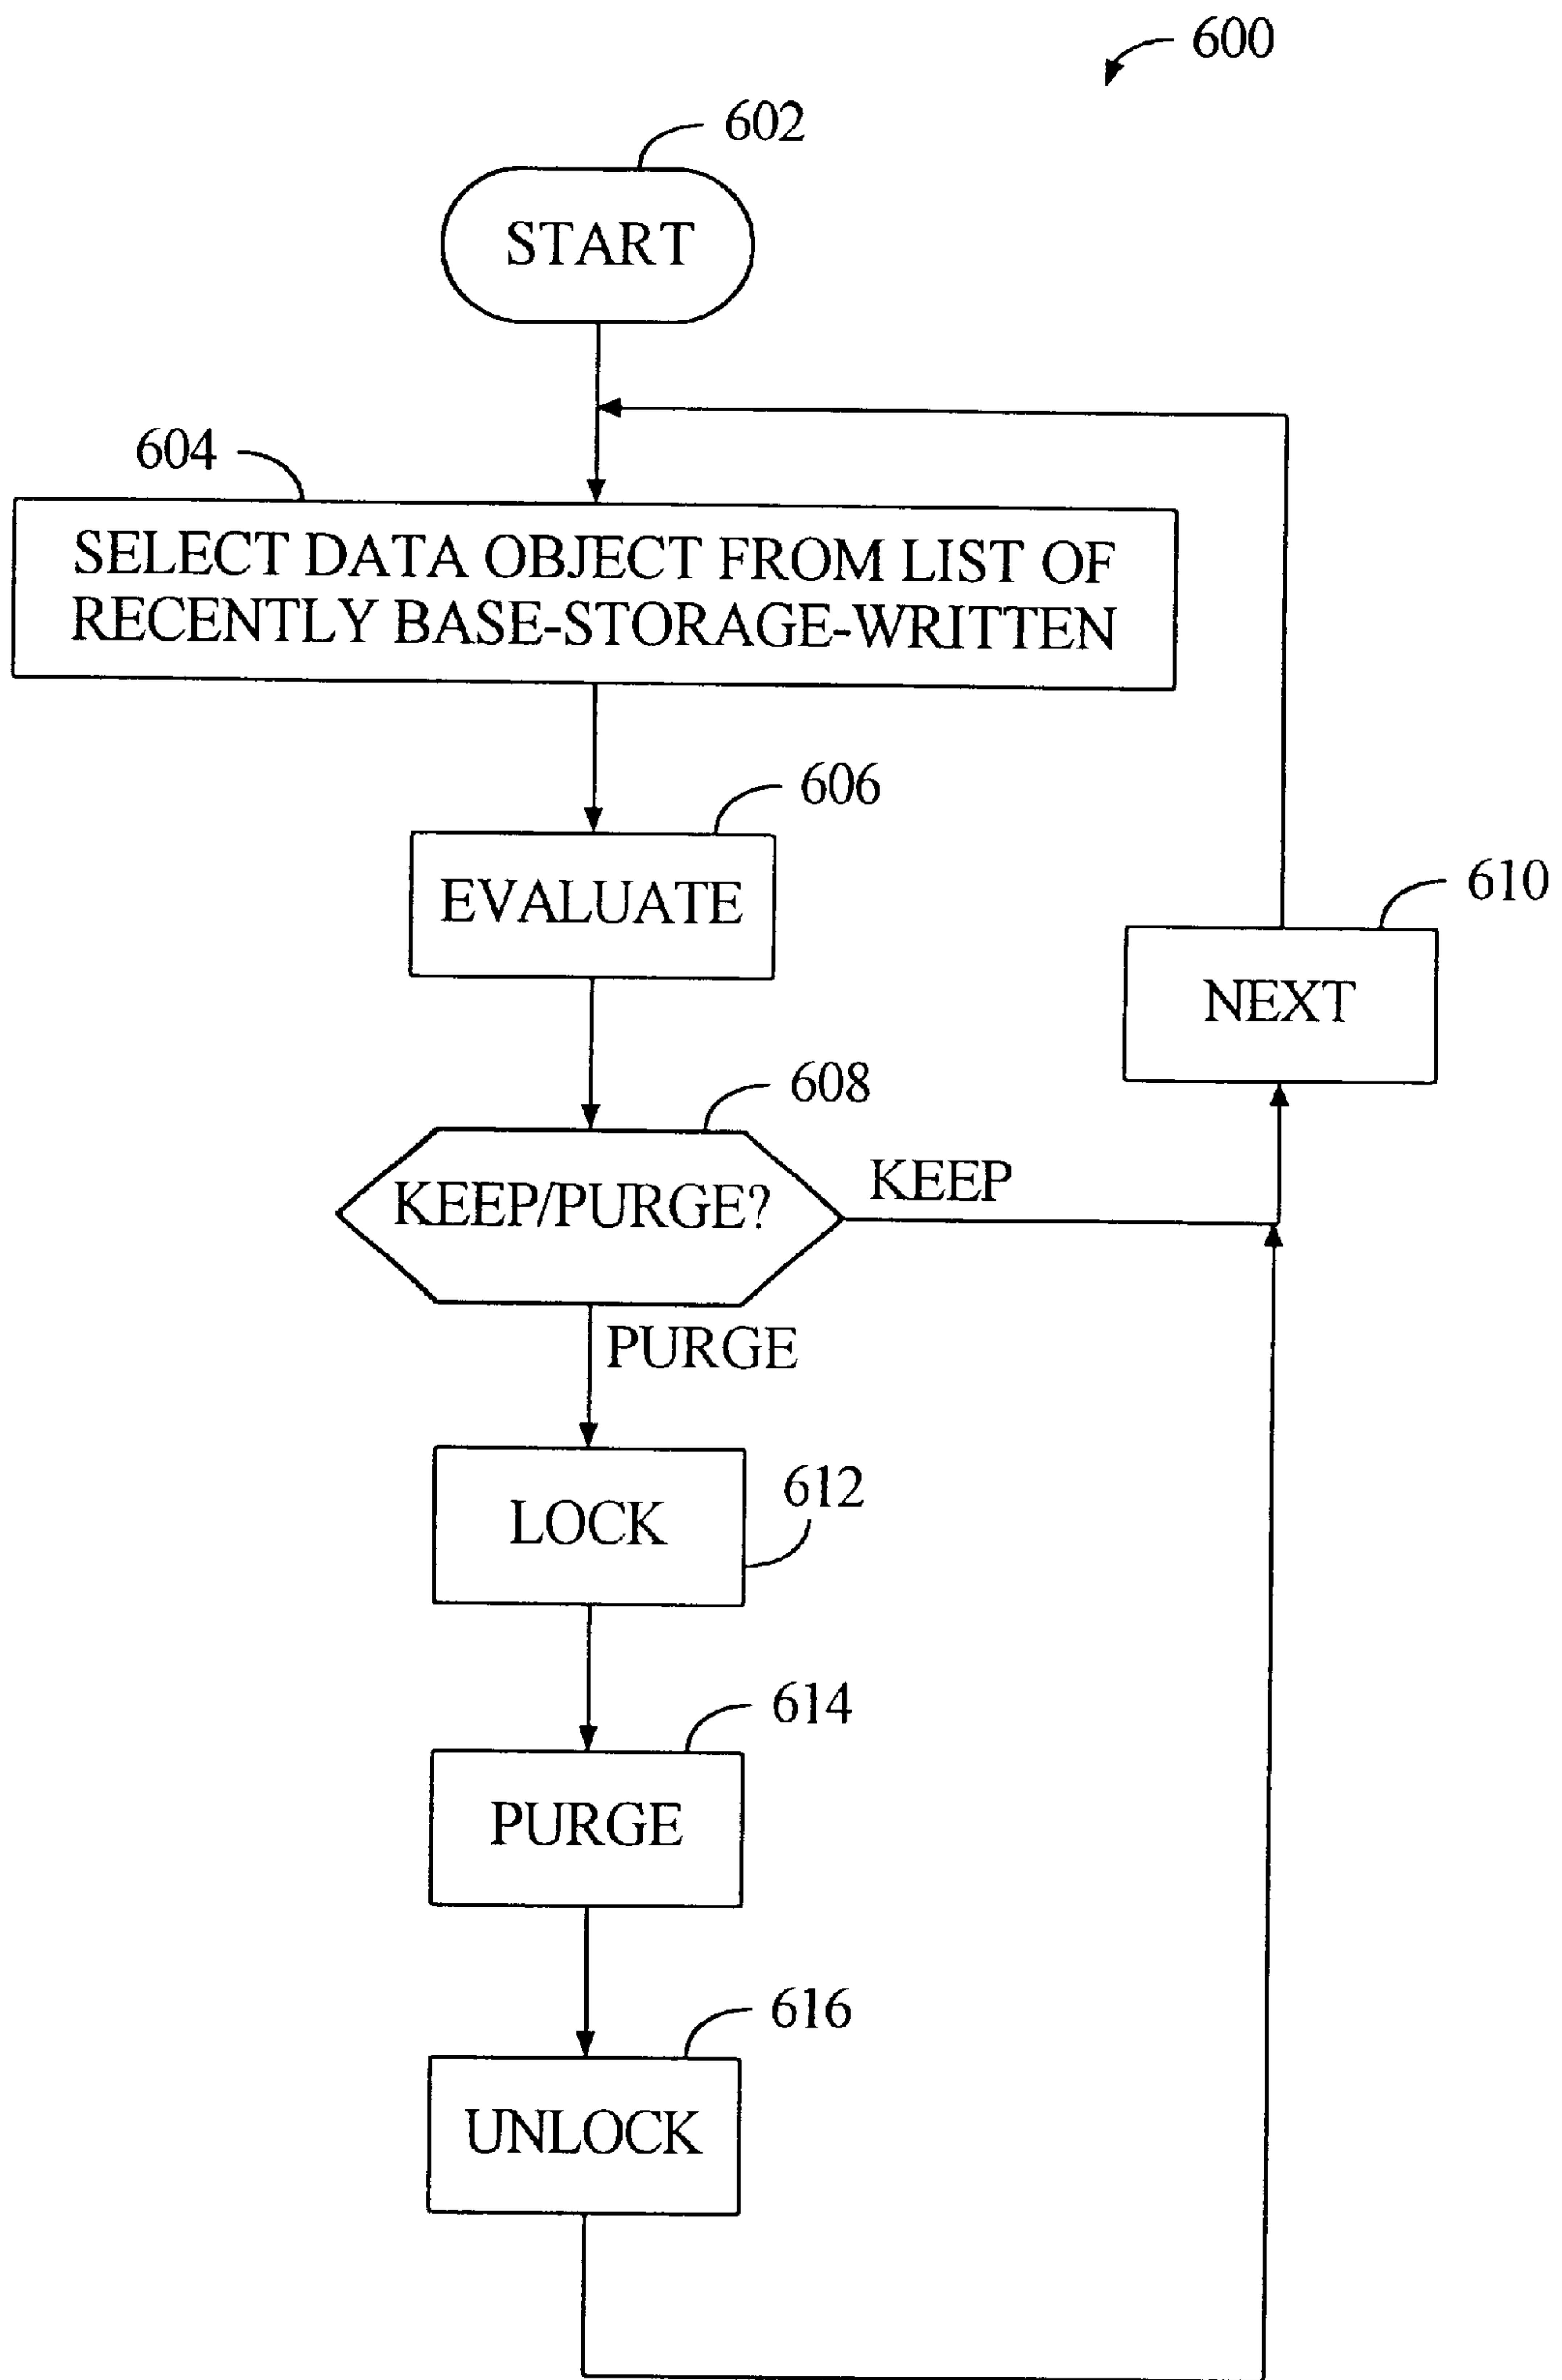 600
602
START
604
SELECT DATA OBJECT FROM LIST OF
RECENTLY BASE-STORAGE-WRITTEN
606
EVALUATE
610
NEXT
608
KEEP/PURGE?
KEEP
PURGE
612
LOCK
614
PURGE
616
UNLOCK